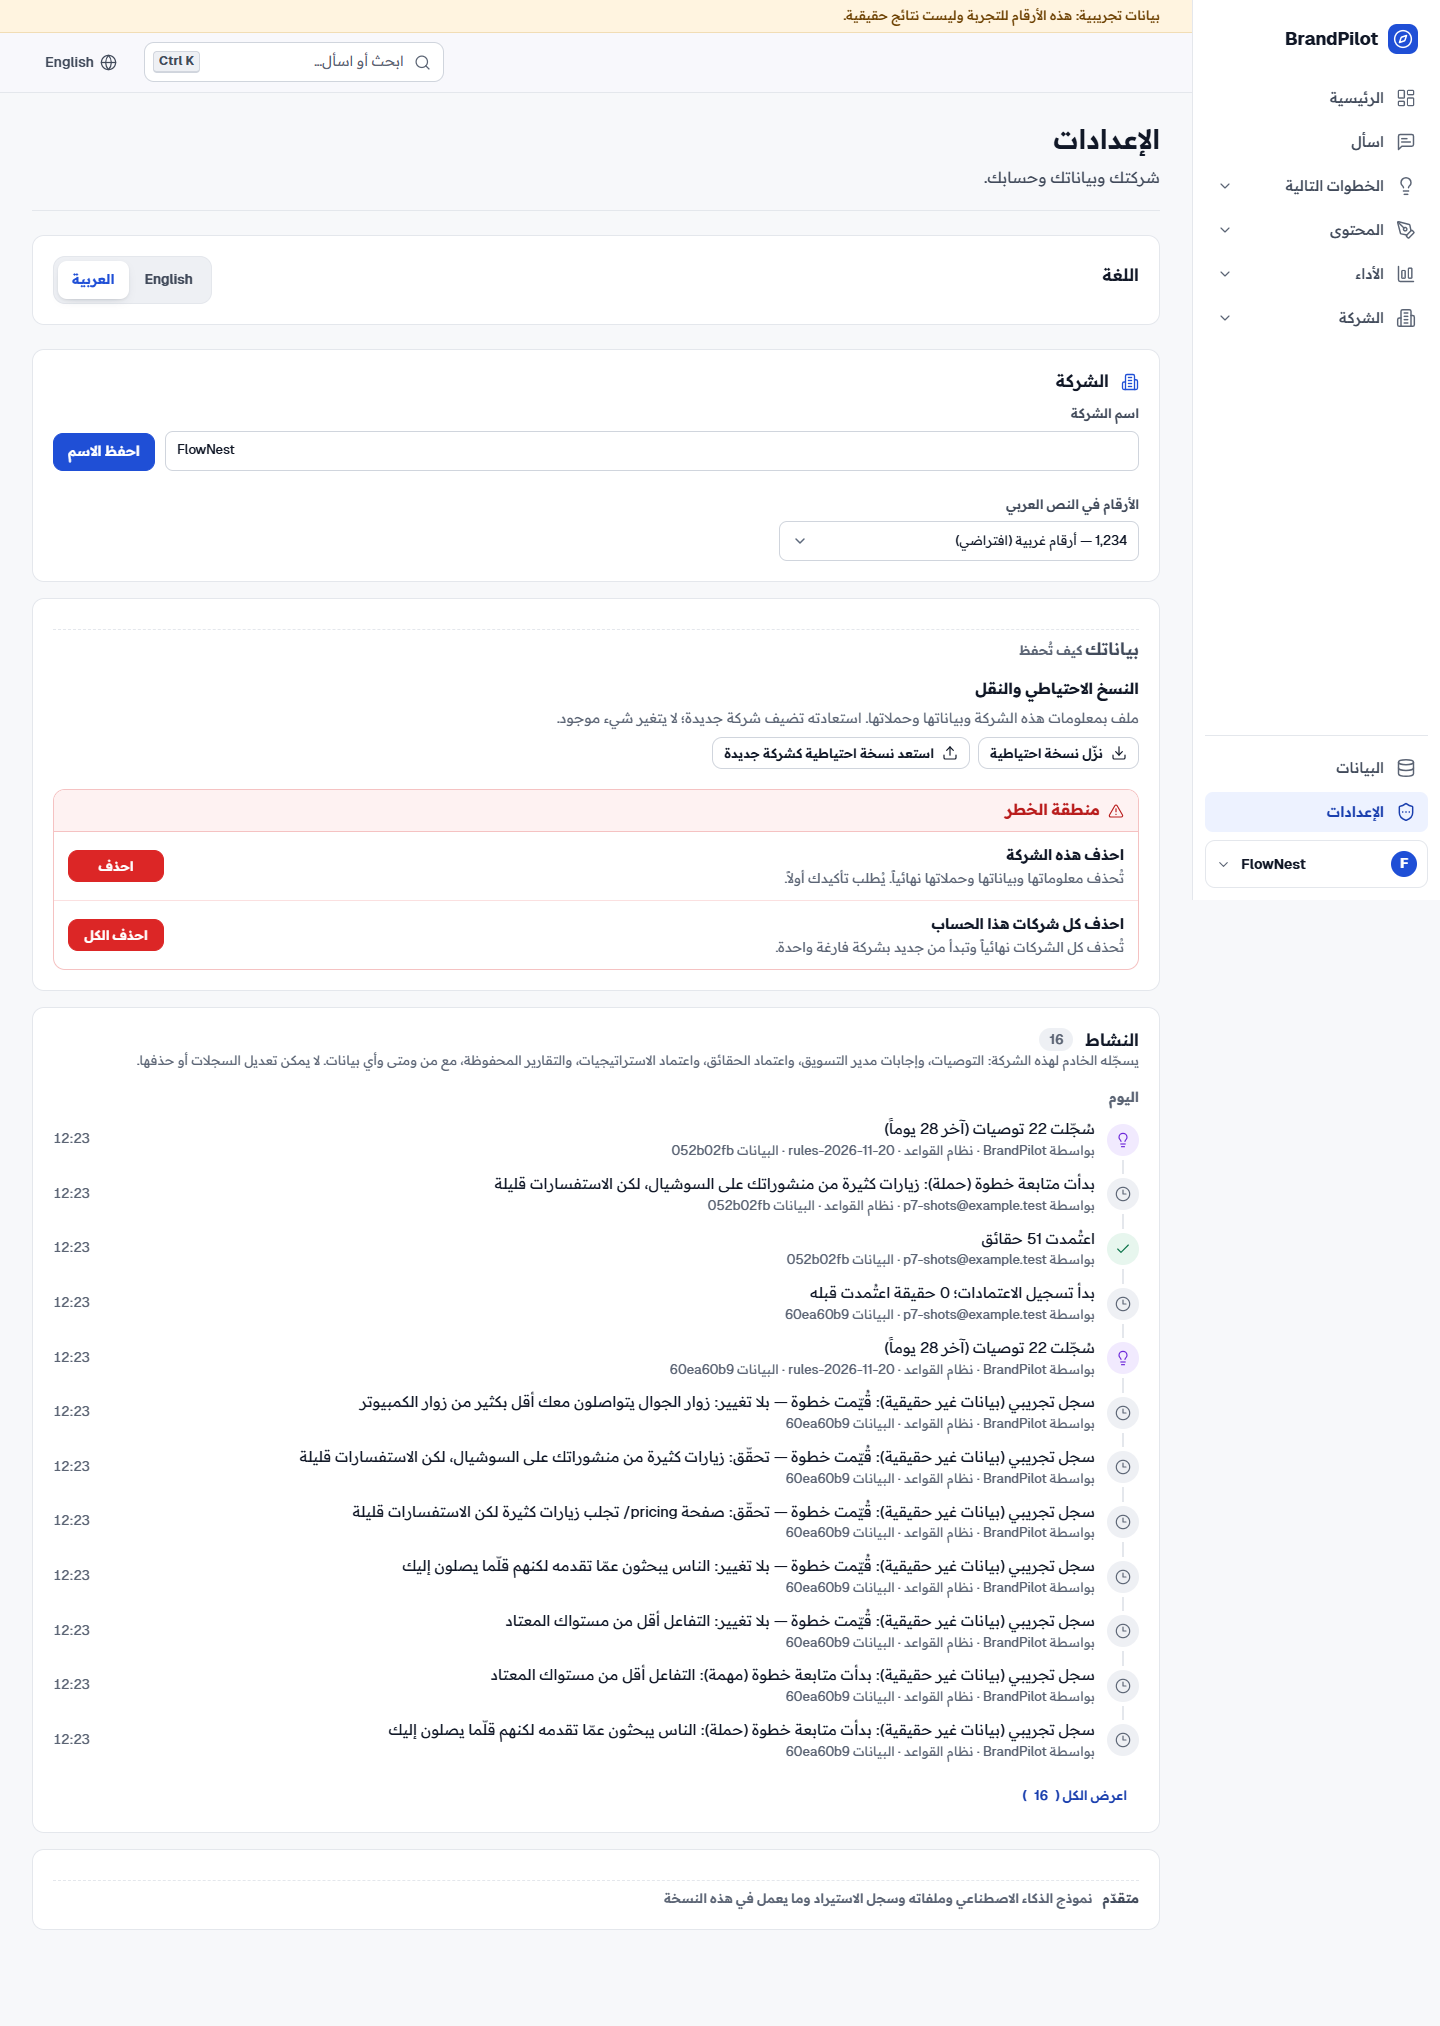 بيانات تجريبية: هذه الأرقام للتجربة وليست نتائج حقيقية.
BrandPilot
الرئيسية
اسأل
الخطوات التالية
المحتوى
الأداء
الشركة
البيانات
الإعدادات
F FlowNest
ابحث أو اسأل...
Ctrl K
English
الإعدادات
شركتك وبياناتك وحسابك.
اللغة
English
العربية
الشركة
اسم الشركة
FlowNest
احفظ الاسم
الأرقام في النص العربي
1,234 — أرقام غربية (افتراضي)
بياناتك كيف تُحفظ
النسخ الاحتياطي والنقل
ملف بمعلومات هذه الشركة وبياناتها وحملاتها. استعادته تضيف شركة جديدة؛ لا يتغير شيء موجود.
نزّل نسخة احتياطية
استعد نسخة احتياطية كشركة جديدة
منطقة الخطر
احذف هذه الشركة
تُحذف معلوماتها وبياناتها وحملاتها نهائياً. يُطلب تأكيدك أولاً.
احذف
احذف كل شركات هذا الحساب
تُحذف كل الشركات نهائياً وتبدأ من جديد بشركة فارغة واحدة.
احذف الكل
النشاط 16
يسجّله الخادم لهذه الشركة: التوصيات، وإجابات مدير التسويق، واعتماد الحقائق، واعتماد الاستراتيجيات، والتقارير المحفوظة، مع من ومتى وأي بيانات. لا يمكن تعديل السجلات أو حذفها.
اليوم
سُجّلت 22 توصيات (آخر 28 يوماً)
12:23
بواسطة BrandPilot · نظام القواعد · rules-2026-11-20 · البيانات 052b02fb
بدأت متابعة خطوة (حملة): زيارات كثيرة من منشوراتك على السوشيال، لكن الاستفسارات قليلة
12:23
بواسطة p7-shots@example.test · نظام القواعد · البيانات 052b02fb
اعتُمدت 51 حقائق
12:23
بواسطة p7-shots@example.test · البيانات 052b02fb
بدأ تسجيل الاعتمادات؛ 0 حقيقة اعتُمدت قبله
12:23
بواسطة p7-shots@example.test · البيانات 60ea60b9
سُجّلت 22 توصيات (آخر 28 يوماً)
12:23
بواسطة BrandPilot · نظام القواعد · rules-2026-11-20 · البيانات 60ea60b9
سجل تجريبي (بيانات غير حقيقية): قُيّمت خطوة — بلا تغيير: زوار الجوال يتواصلون معك أقل بكثير من زوار الكمبيوتر
12:23
بواسطة BrandPilot · نظام القواعد · البيانات 60ea60b9
سجل تجريبي (بيانات غير حقيقية): قُيّمت خطوة — تحقّق: زيارات كثيرة من منشوراتك على السوشيال، لكن الاستفسارات قليلة
12:23
بواسطة BrandPilot · نظام القواعد · البيانات 60ea60b9
سجل تجريبي (بيانات غير حقيقية): قُيّمت خطوة — تحقّق: صفحة pricing/ تجلب زيارات كثيرة لكن الاستفسارات قليلة
12:23
بواسطة BrandPilot · نظام القواعد · البيانات 60ea60b9
سجل تجريبي (بيانات غير حقيقية): قُيّمت خطوة — بلا تغيير: الناس يبحثون عمّا تقدمه لكنهم قلّما يصلون إليك
12:23
بواسطة BrandPilot · نظام القواعد · البيانات 60ea60b9
سجل تجريبي (بيانات غير حقيقية): قُيّمت خطوة — بلا تغيير: التفاعل أقل من مستواك المعتاد
12:23
بواسطة BrandPilot · نظام القواعد · البيانات 60ea60b9
سجل تجريبي (بيانات غير حقيقية): بدأت متابعة خطوة (مهمة): التفاعل أقل من مستواك المعتاد
12:23
بواسطة BrandPilot · نظام القواعد · البيانات 60ea60b9
سجل تجريبي (بيانات غير حقيقية): بدأت متابعة خطوة (حملة): الناس يبحثون عمّا تقدمه لكنهم قلّما يصلون إليك
12:23
بواسطة BrandPilot · نظام القواعد · البيانات 60ea60b9
اعرض الكل ( 16 )
متقدّم نموذج الذكاء الاصطناعي وملفاته وسجل الاستيراد وما يعمل في هذه النسخة